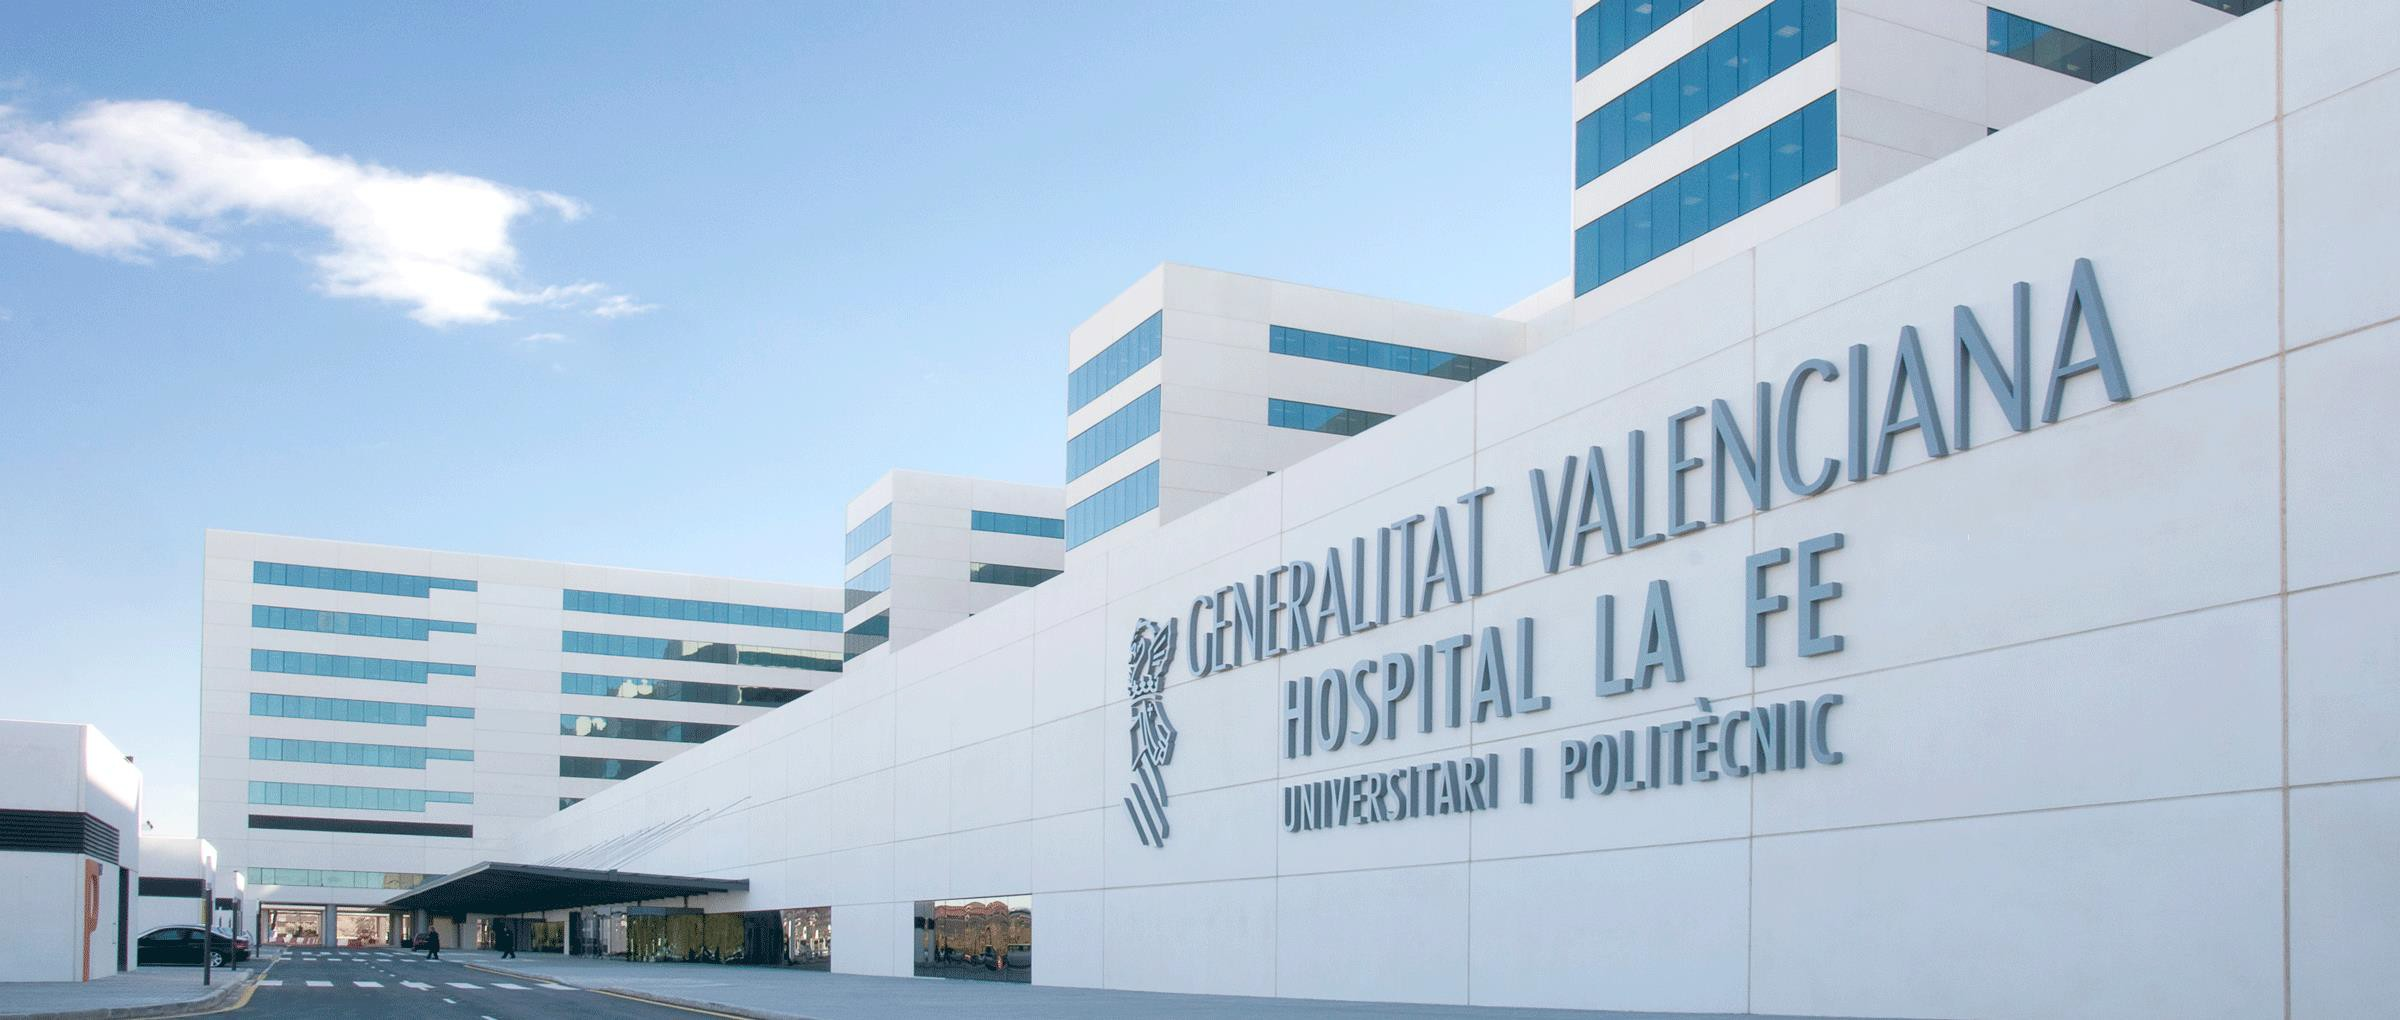 GENERALITAT VALENCIANA
HOSPITAL LA FE
UNIVERSITARI I POLITÈCNIC